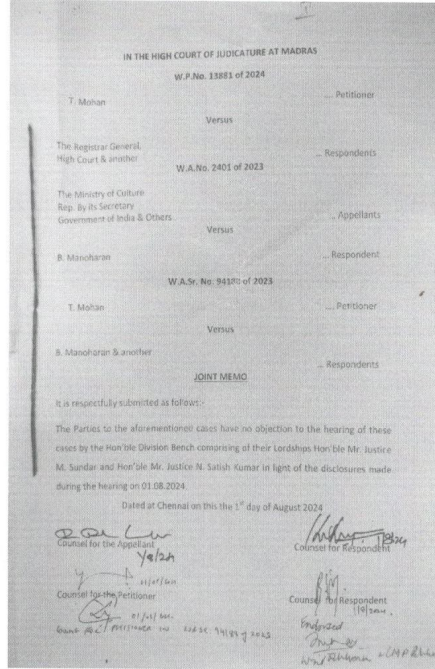 IN THE HIGH COURT OF JUDICATURE AT MADRAS
W.P.No. 13881 of 2024
T. Mohan
.... Petitioner
Versus
The Registrar General,
High Court & another
... Respondents
W.A.No. 2401 of 2023
The Ministry of Culture
Rep. By its Secretary
Government of India & Others
... Appellants
Versus
B. Manoharan
... Respondent
W.A.Sr. No. 94180 of 2023
T. Mohan
.... Petitioner
Versus
B. Manoharan & another
... Respondents
JOINT MEMO
It is respectfully submitted as follows:-
The Parties to the aforementioned cases have no objection to the hearing of these
cases by the Hon'ble Division Bench comprising of their Lordships Hon'ble Mr. Justice
M. Sundar and Hon'ble Mr. Justice N. Satish Kumar in light of the disclosures made
during the hearing on 01.08.2024.
Dated at Chennai on this the 1st day of August 2024
Counsel for the Appellant
Counsel for Respondent
Counsel for the Petitioner
Counsel for Respondent
Endorsed